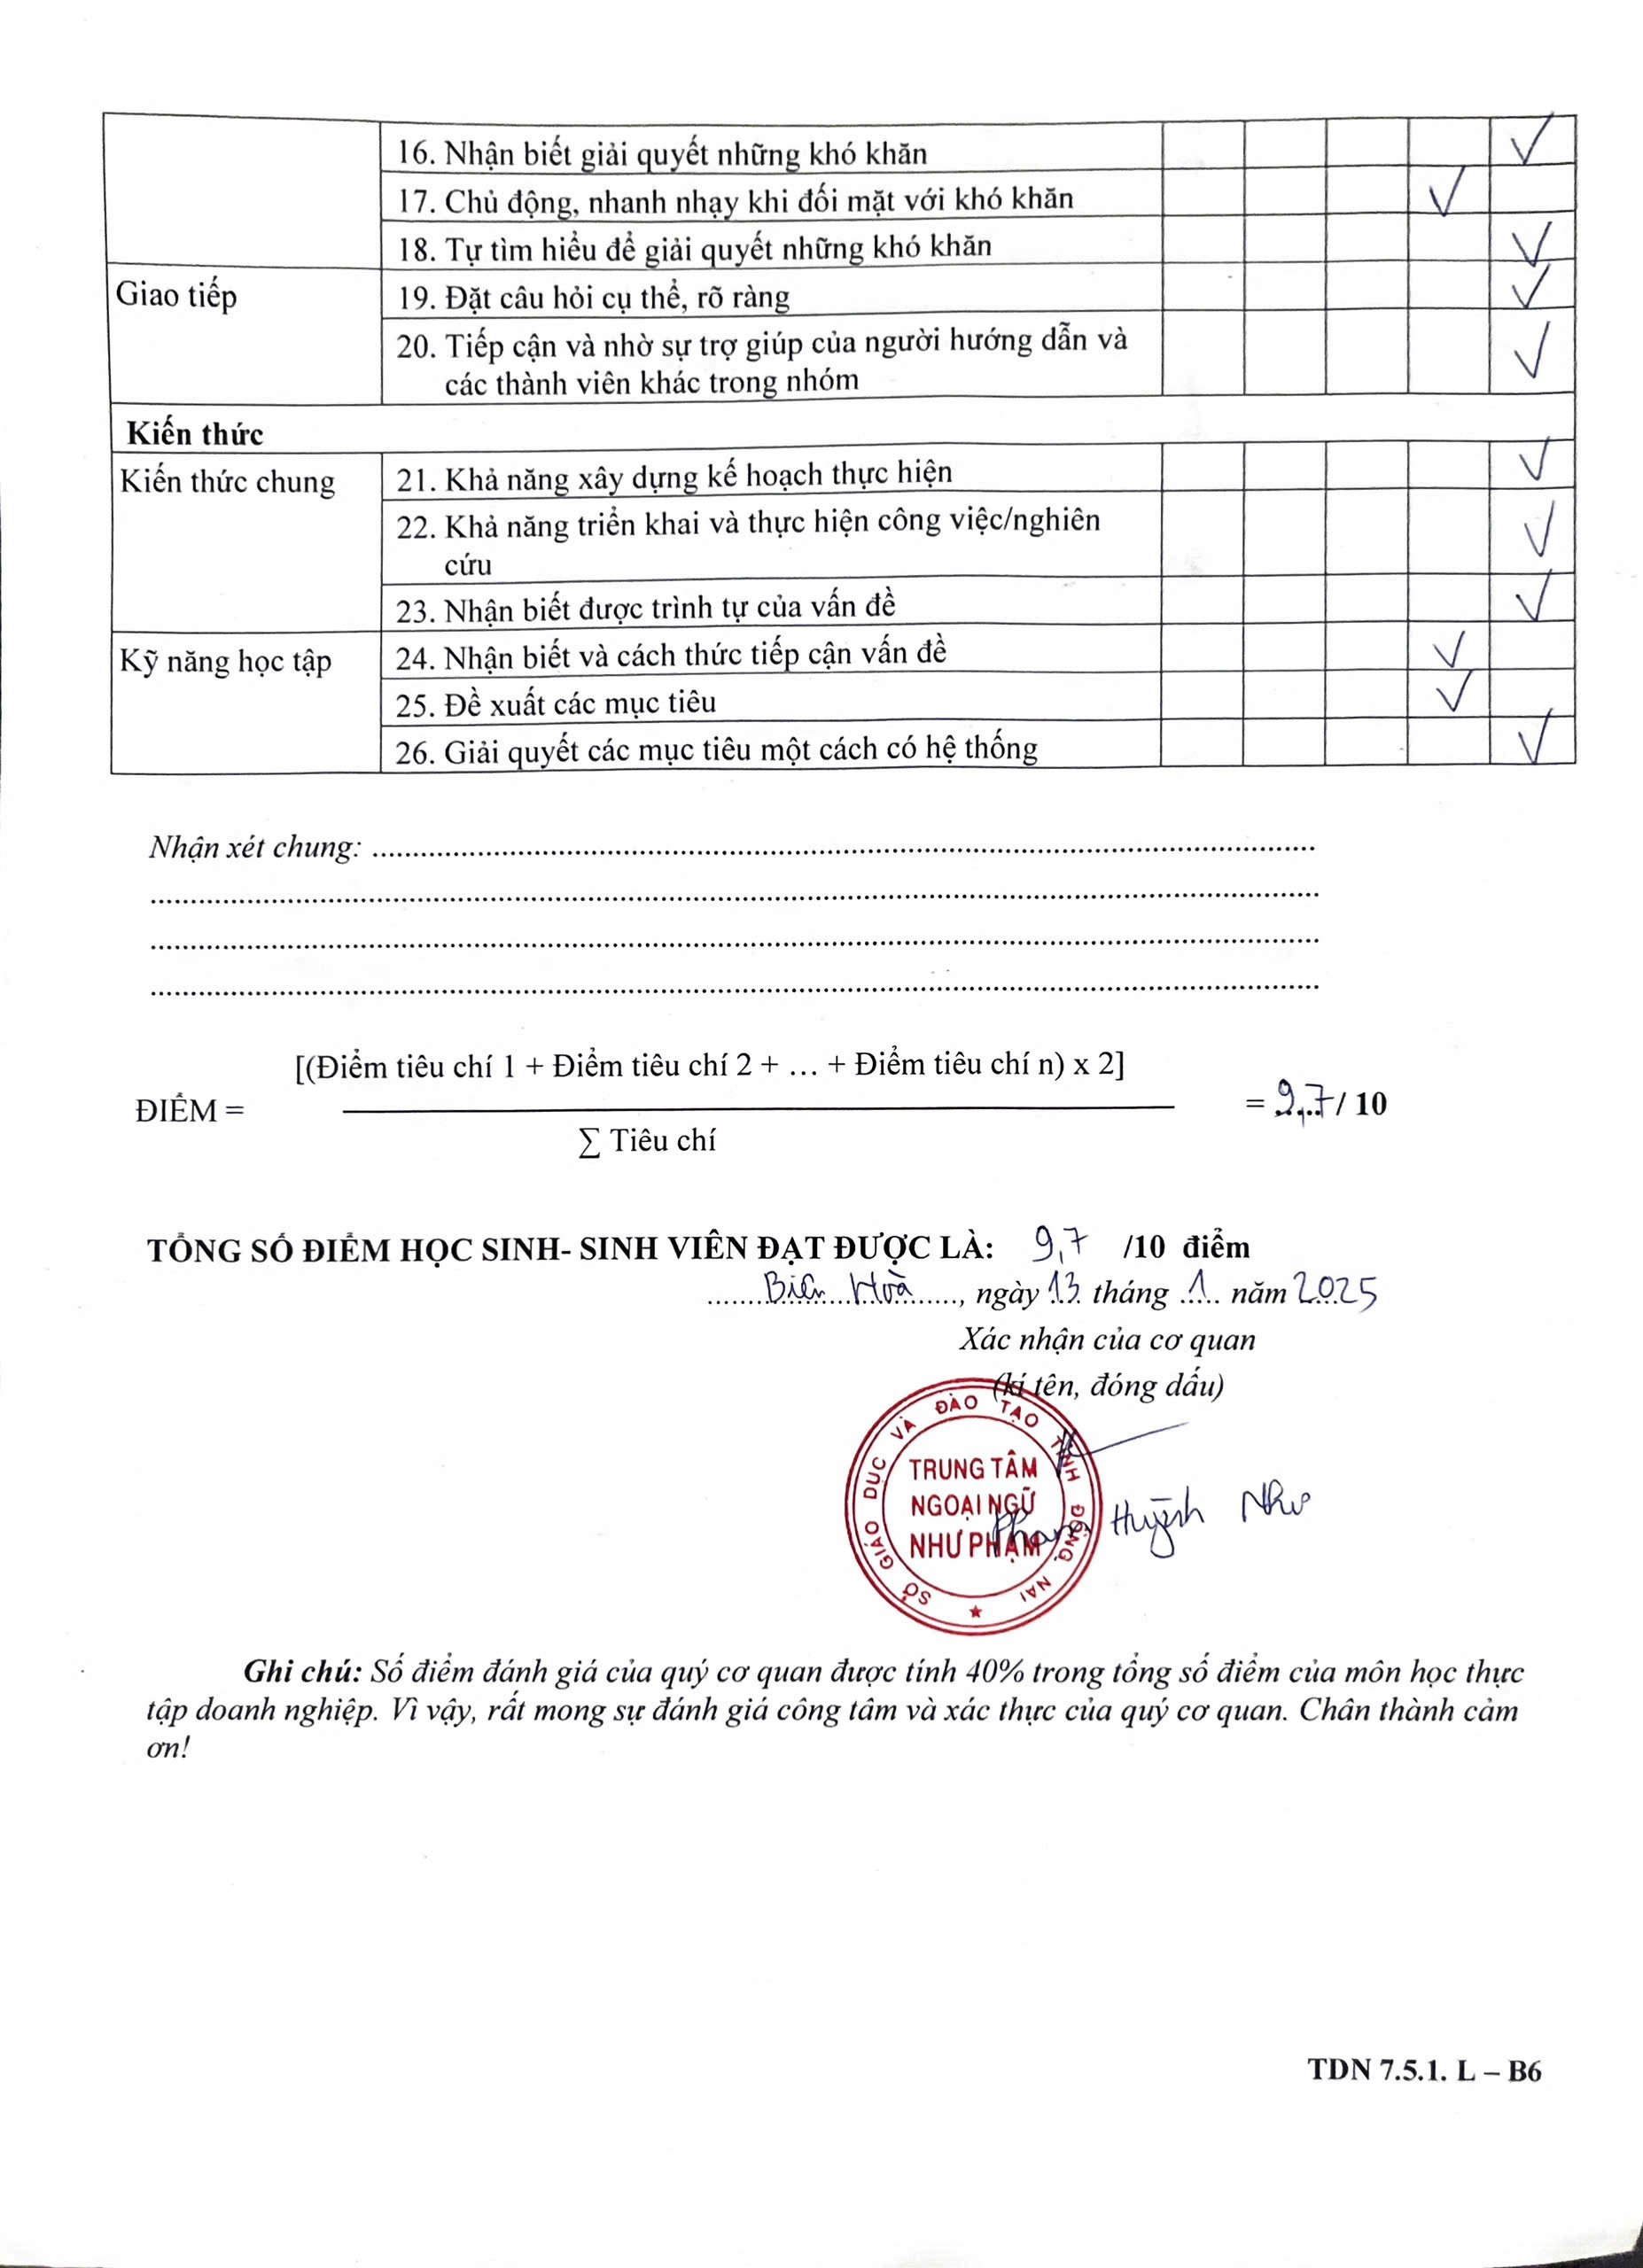 16. Nhận biết giải quyết những khó khăn
17. Chủ động, nhanh nhạy khi đối mặt với khó khăn
18. Tự tìm hiểu để giải quyết những khó khăn
Giao tiếp
19. Đặt câu hỏi cụ thể, rõ ràng
20. Tiếp cận và nhờ sự trợ giúp của người hướng dẫn và
các thành viên khác trong nhóm
Kiến thức
Kiến thức chung
21. Khả năng xây dựng kế hoạch thực hiện
22. Khả năng triển khai và thực hiện công việc/nghiên
cứu
23. Nhận biết được trình tự của vấn đề
Kỹ năng học tập
24. Nhận biết và cách thức tiếp cận vấn đề
25. Đề xuất các mục tiêu
26. Giải quyết các mục tiêu một cách có hệ thống
Nhận xét chung:
[(Điểm tiêu chí 1 + Điểm tiêu chí 2 + … + Điểm tiêu chí n) x 2]
ĐIỂM = = 9,7 / 10
∑ Tiêu chí
TỔNG SỐ ĐIỂM HỌC SINH- SINH VIÊN ĐẠT ĐƯỢC LÀ: 9,7 /10 điểm
Biên Hoà, ngày 13 tháng 1 năm 2025
Xác nhận của cơ quan
(kí tên, đóng dấu)
SỞ GIÁO DỤC VÀ ĐÀO TẠO TỈNH ĐỒNG NAI
TRUNG TÂM
NGOẠI NGỮ
NHƯ PHẠM
Phạm Huỳnh Như
Ghi chú: Số điểm đánh giá của quý cơ quan được tính 40% trong tổng số điểm của môn học thực
tập doanh nghiệp. Vì vậy, rất mong sự đánh giá công tâm và xác thực của quý cơ quan. Chân thành cảm
ơn!
TDN 7.5.1. L – B6